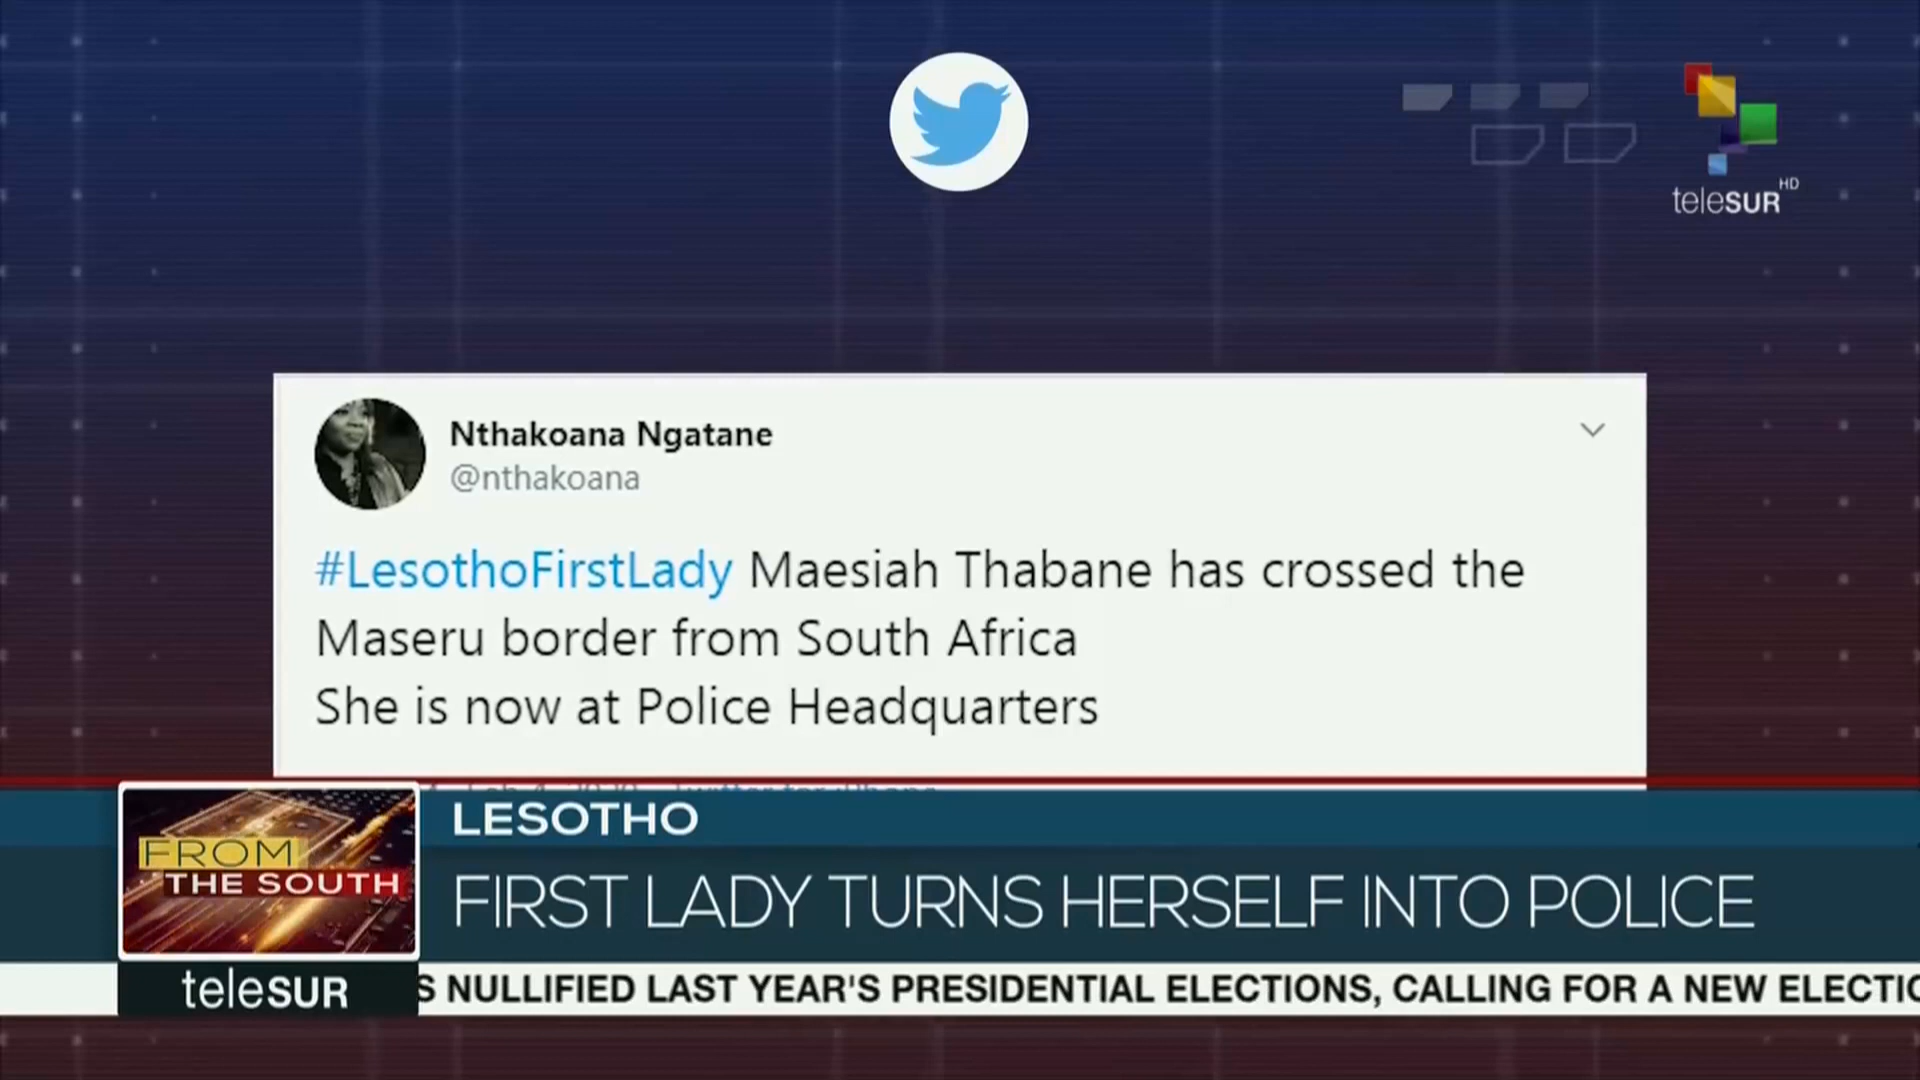 teleSUR HD
Nthakoana Ngatane
@nthakoana
#LesothoFirstLady Maesiah Thabane has crossed the
Maseru border from South Africa
She is now at Police Headquarters
LESOTHO
FROM
THE SOUTH
FIRST LADY TURNS HERSELF INTO POLICE
teleSUR
S NULLIFIED LAST YEAR'S PRESIDENTIAL ELECTIONS, CALLING FOR A NEW ELECTIO